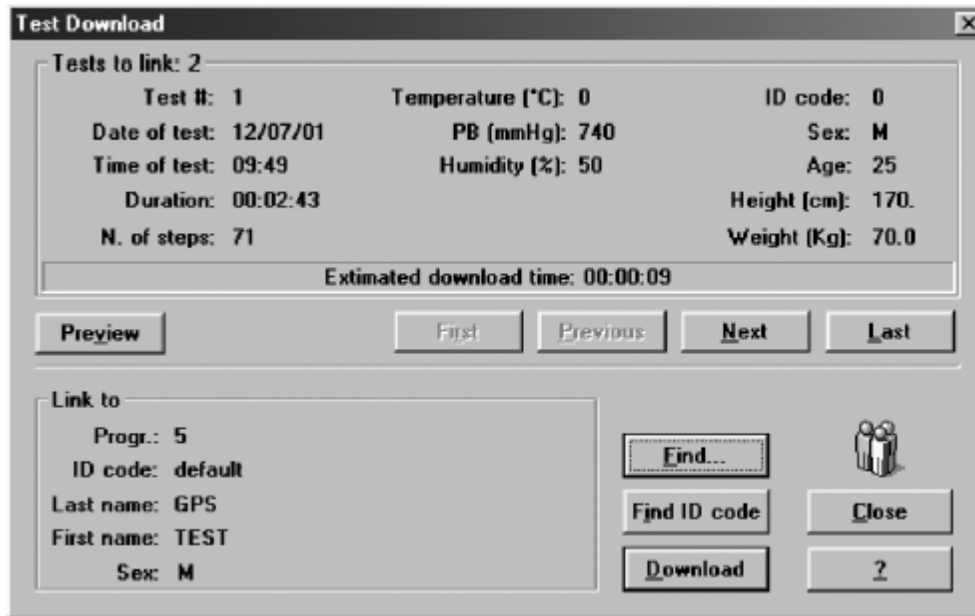 Test Download
Tests to link: 2
Test #: 1 Temperature (°C): 0 ID code: 0
Date of test: 12/07/01 PB (mmHg): 740 Sex: M
Time of test: 09:49 Humidity (%): 50 Age: 25
Duration: 00:02:43 Height (cm): 170.
N. of steps: 71 Weight (Kg): 70.0
Extimated download time: 00:00:09
Preview First Previous Next Last
Link to
Progr.: 5
ID code: default
Last name: GPS
First name: TEST
Sex: M
Find...
Find ID code Close
Download ?